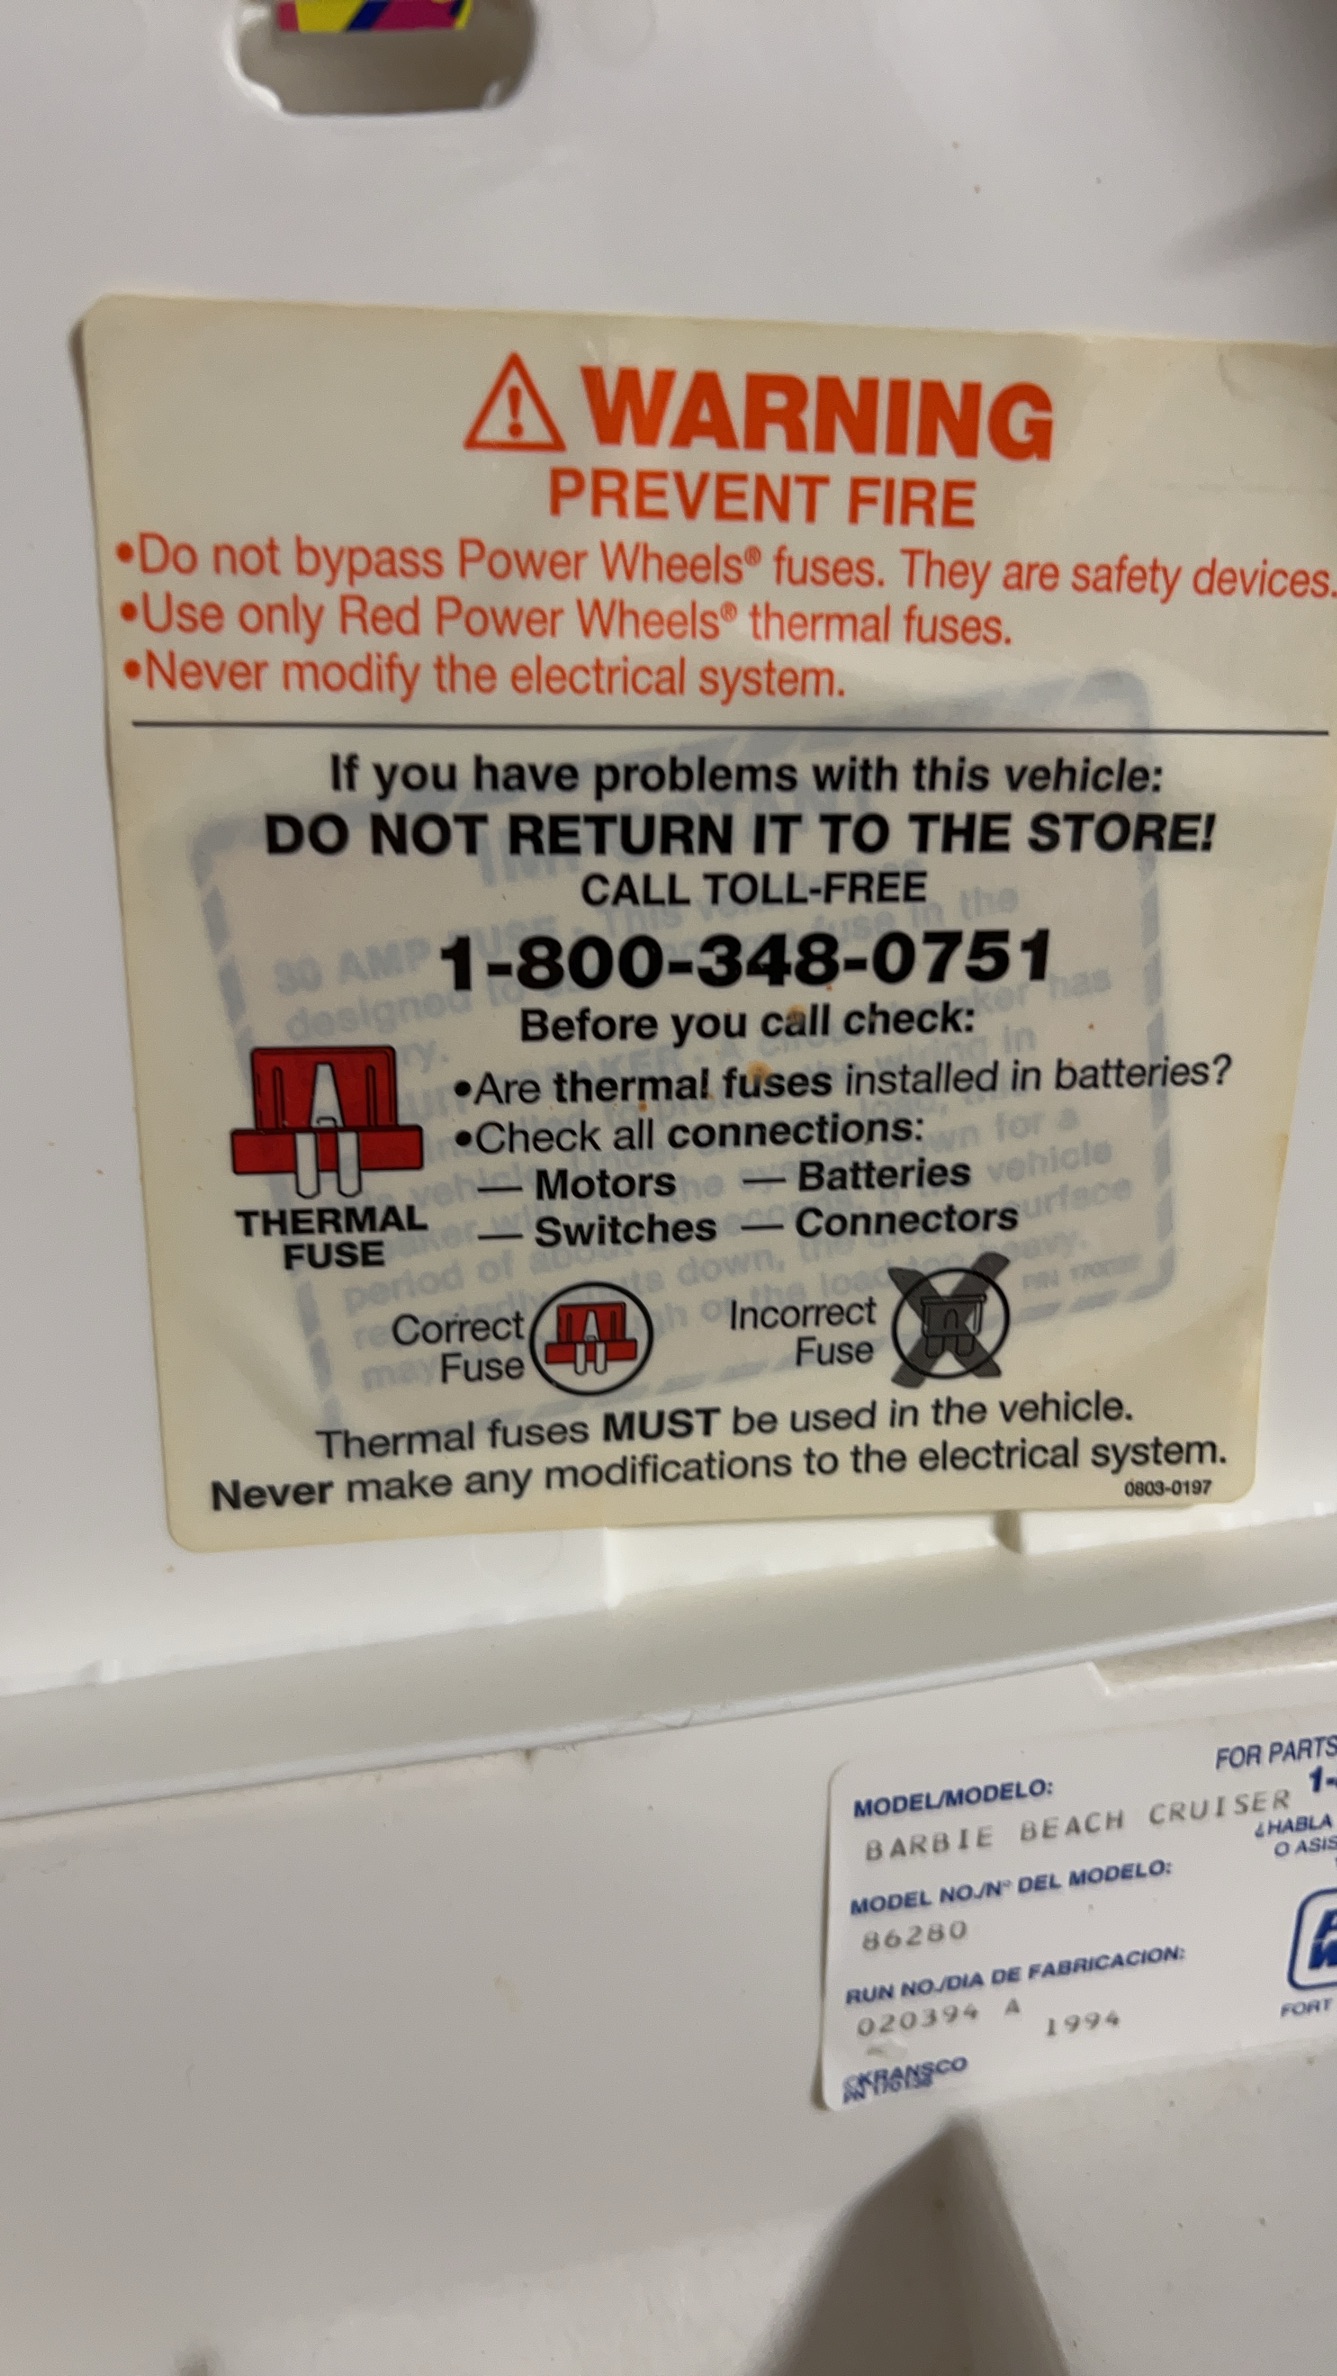 WARNING
PREVENT FIRE
•Do not bypass Power Wheels® fuses. They are safety devices.
•Use only Red Power Wheels® thermal fuses.
•Never modify the electrical system.
If you have problems with this vehicle:
DO NOT RETURN IT TO THE STORE!
CALL TOLL-FREE
1-800-348-0751
Before you call check:
•Are thermal fuses installed in batteries?
•Check all connections:
— Motors — Batteries
— Switches — Connectors
THERMAL
FUSE
Correct
Fuse
Incorrect
Fuse
Thermal fuses MUST be used in the vehicle.
Never make any modifications to the electrical system.
0803-0197
FOR PARTS
MODEL/MODELO:
1-
BARBIE BEACH CRUISER
¿HABLA
MODEL NO./N° DEL MODELO:
86280
RUN NO./DIA DE FABRICACION:
020394 A 1994
FORT
©KRANSCO